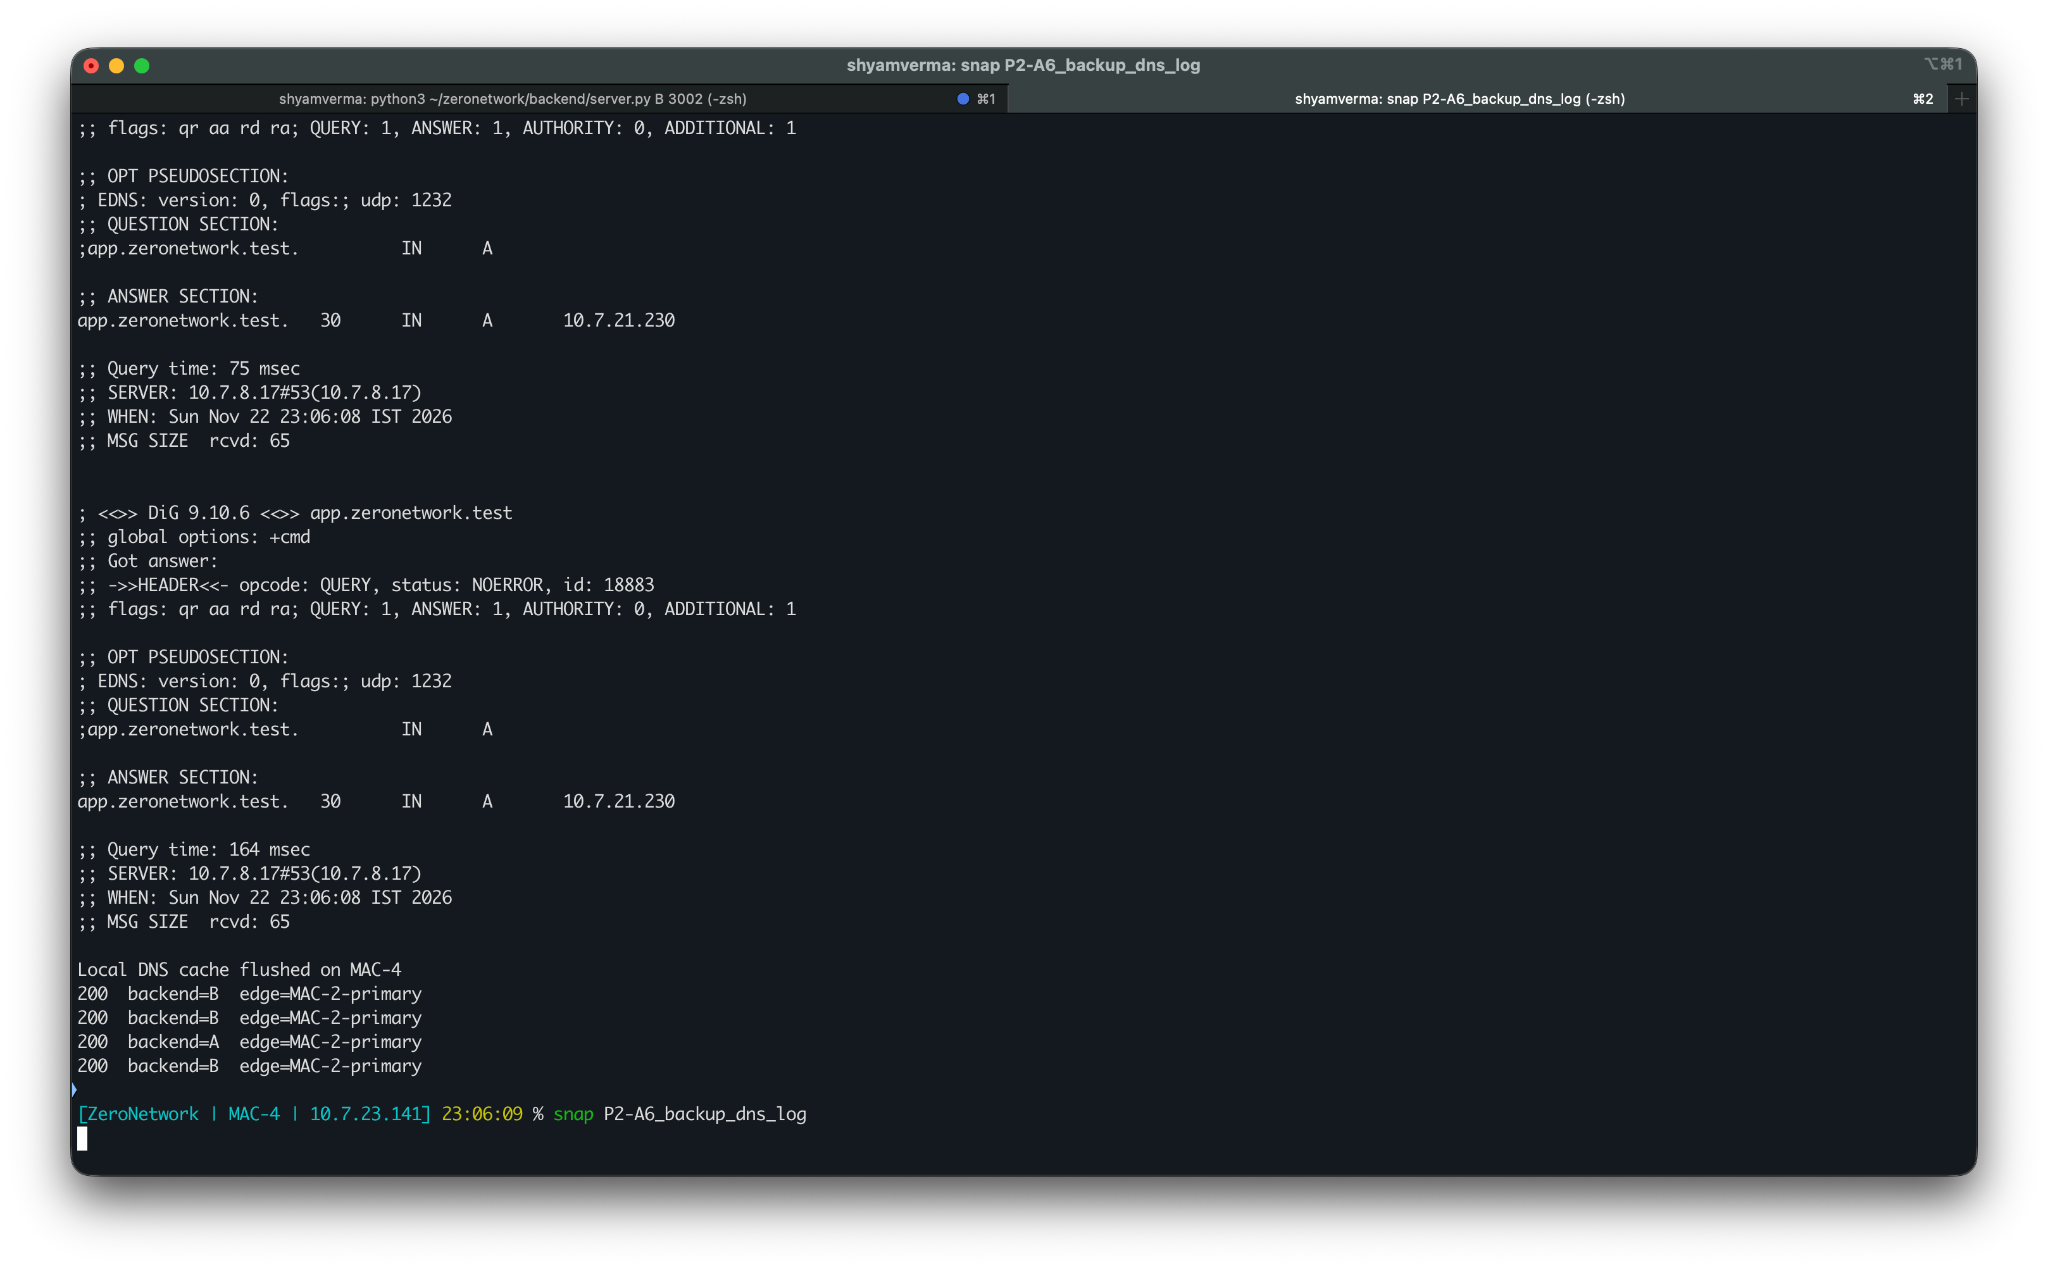 shyamverma: snap P2-A6_backup_dns_log
⌥⌘1
shyamverma: python3 ~/zeronetwork/backend/server.py B 3002 (-zsh)
⌘1
shyamverma: snap P2-A6_backup_dns_log (-zsh)
⌘2
;; flags: qr aa rd ra; QUERY: 1, ANSWER: 1, AUTHORITY: 0, ADDITIONAL: 1
;; OPT PSEUDOSECTION:
; EDNS: version: 0, flags:; udp: 1232
;; QUESTION SECTION:
;app.zeronetwork.test. IN A
;; ANSWER SECTION:
app.zeronetwork.test. 30 IN A 10.7.21.230
;; Query time: 75 msec
;; SERVER: 10.7.8.17#53(10.7.8.17)
;; WHEN: Sun Nov 22 23:06:08 IST 2026
;; MSG SIZE  rcvd: 65
; <<>> DiG 9.10.6 <<>> app.zeronetwork.test
;; global options: +cmd
;; Got answer:
;; ->>HEADER<<- opcode: QUERY, status: NOERROR, id: 18883
;; flags: qr aa rd ra; QUERY: 1, ANSWER: 1, AUTHORITY: 0, ADDITIONAL: 1
;; OPT PSEUDOSECTION:
; EDNS: version: 0, flags:; udp: 1232
;; QUESTION SECTION:
;app.zeronetwork.test. IN A
;; ANSWER SECTION:
app.zeronetwork.test. 30 IN A 10.7.21.230
;; Query time: 164 msec
;; SERVER: 10.7.8.17#53(10.7.8.17)
;; WHEN: Sun Nov 22 23:06:08 IST 2026
;; MSG SIZE  rcvd: 65
Local DNS cache flushed on MAC-4
200  backend=B  edge=MAC-2-primary
200  backend=B  edge=MAC-2-primary
200  backend=A  edge=MAC-2-primary
200  backend=B  edge=MAC-2-primary
[ZeroNetwork | MAC-4 | 10.7.23.141] 23:06:09 % snap P2-A6_backup_dns_log